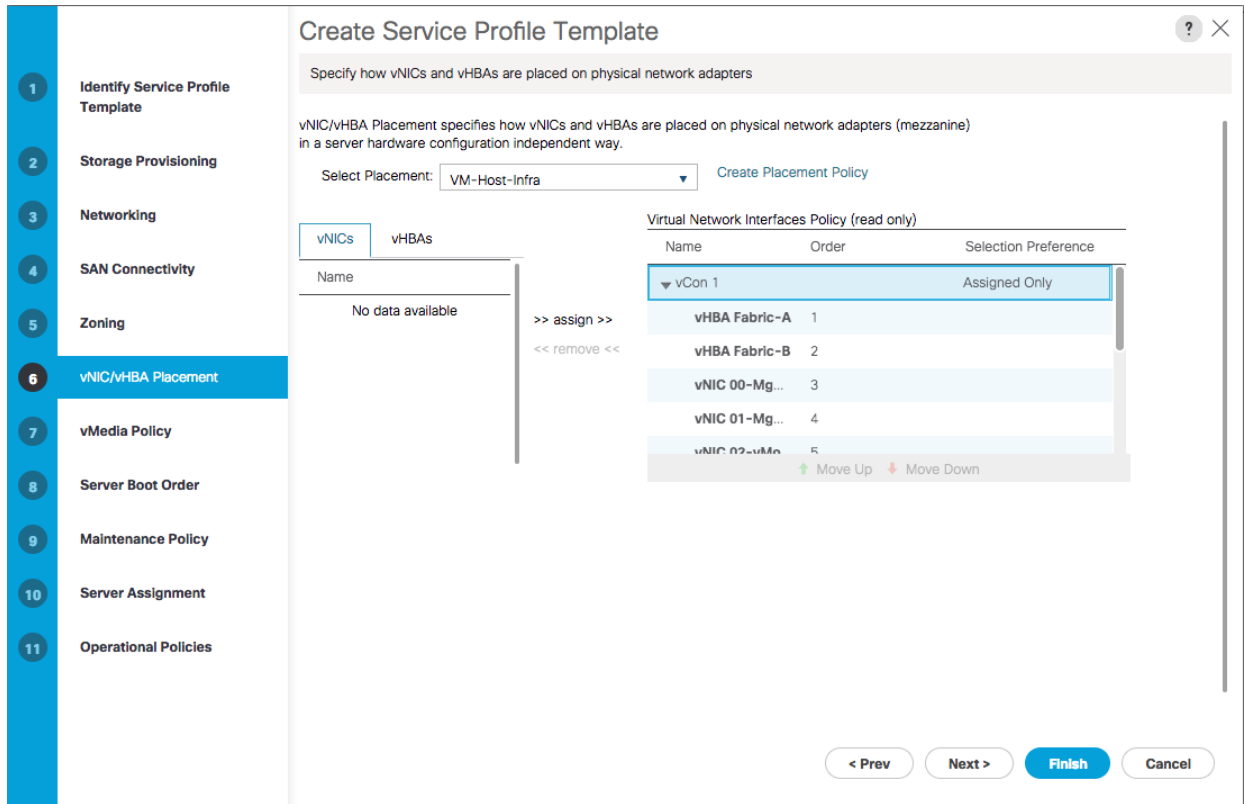 Create Service Profile Template
?
Specify how vNICs and vHBAs are placed on physical network adapters
1 Identify Service Profile
Template
2 Storage Provisioning
3 Networking
4 SAN Connectivity
5 Zoning
6 vNIC/vHBA Placement
7 vMedia Policy
8 Server Boot Order
9 Maintenance Policy
10 Server Assignment
11 Operational Policies
vNIC/vHBA Placement specifies how vNICs and vHBAs are placed on physical network adapters (mezzanine)
in a server hardware configuration independent way.
Select Placement: VM-Host-Infra Create Placement Policy
vNICs vHBAs
Name
No data available
>> assign >>
<< remove <<
Virtual Network Interfaces Policy (read only)
Name Order Selection Preference
vCon 1 Assigned Only
vHBA Fabric-A 1
vHBA Fabric-B 2
vNIC 00-Mg... 3
vNIC 01-Mg... 4
vNIC 02-vMo... 5
Move Up Move Down
< Prev Next > Finish Cancel